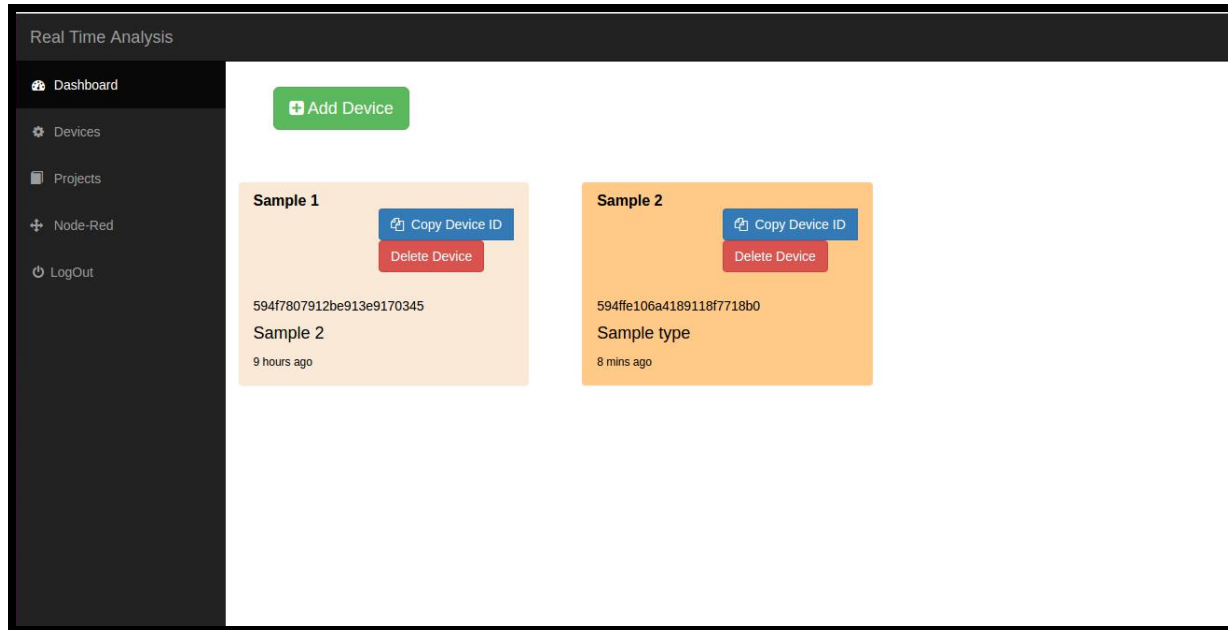 Real Time Analysis
Dashboard
Devices
Projects
Node-Red
LogOut
Add Device
Sample 1
Copy Device ID
Delete Device
594f7807912be913e9170345
Sample 2
9 hours ago
Sample 2
Copy Device ID
Delete Device
594ffe106a4189118f7718b0
Sample type
8 mins ago